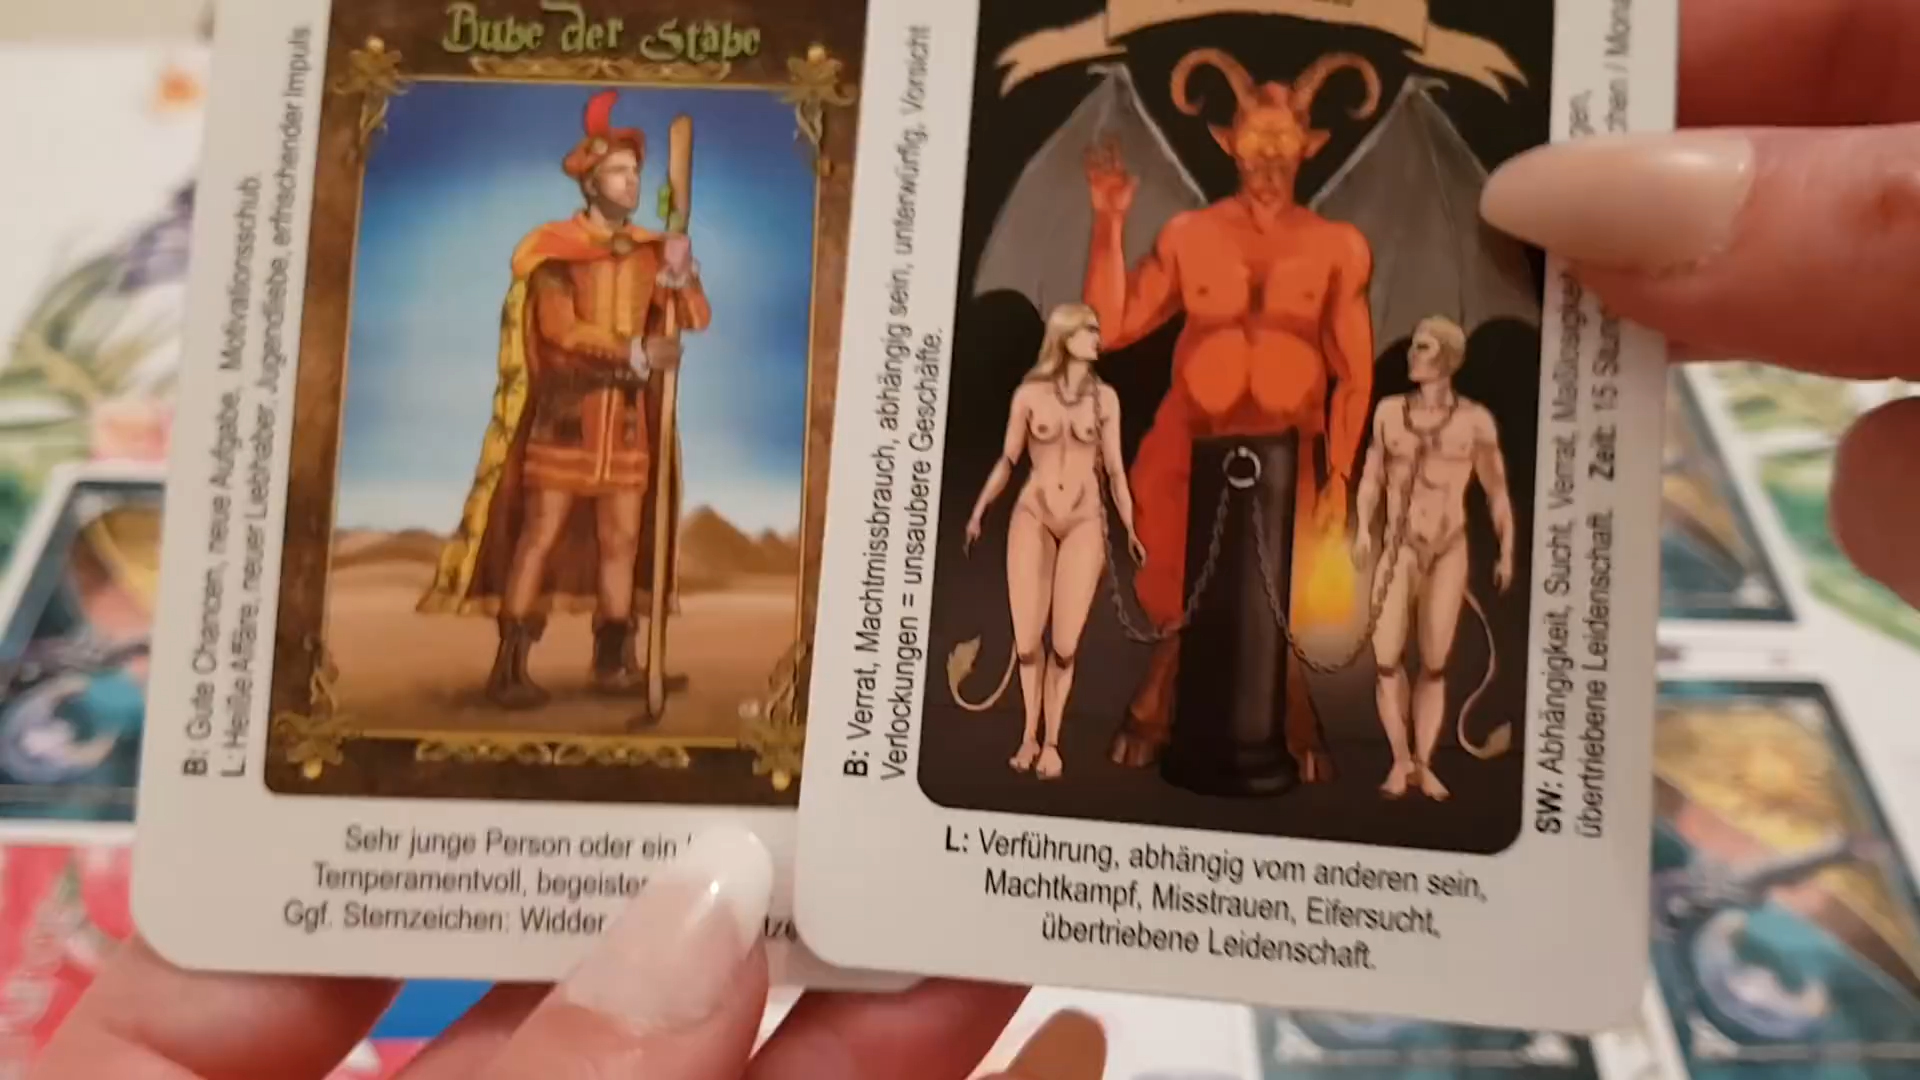 Bube der Stäbe
B: Gute Chancen, neue Aufgabe, Motivationsschub.
L: Heiße Affäre, neuer Liebhaber, Jugendliebe, erfrischender Impuls
Sehr junge Person oder ein
Temperamentvoll, begeister
Ggf. Sternzeichen: Widder
B: Verrat, Machtmissbrauch, abhängig sein, unterwürfig, Vorsicht
Verlockungen = unsaubere Geschäfte.
L: Verführung, abhängig vom anderen sein,
Machtkampf, Misstrauen, Eifersucht,
übertriebene Leidenschaft.
SW: Abhängigkeit, Sucht, Verrat, Maßlosigkeit
übertriebene Leidenschaft. Zeit: 15 Stun chen / Mona